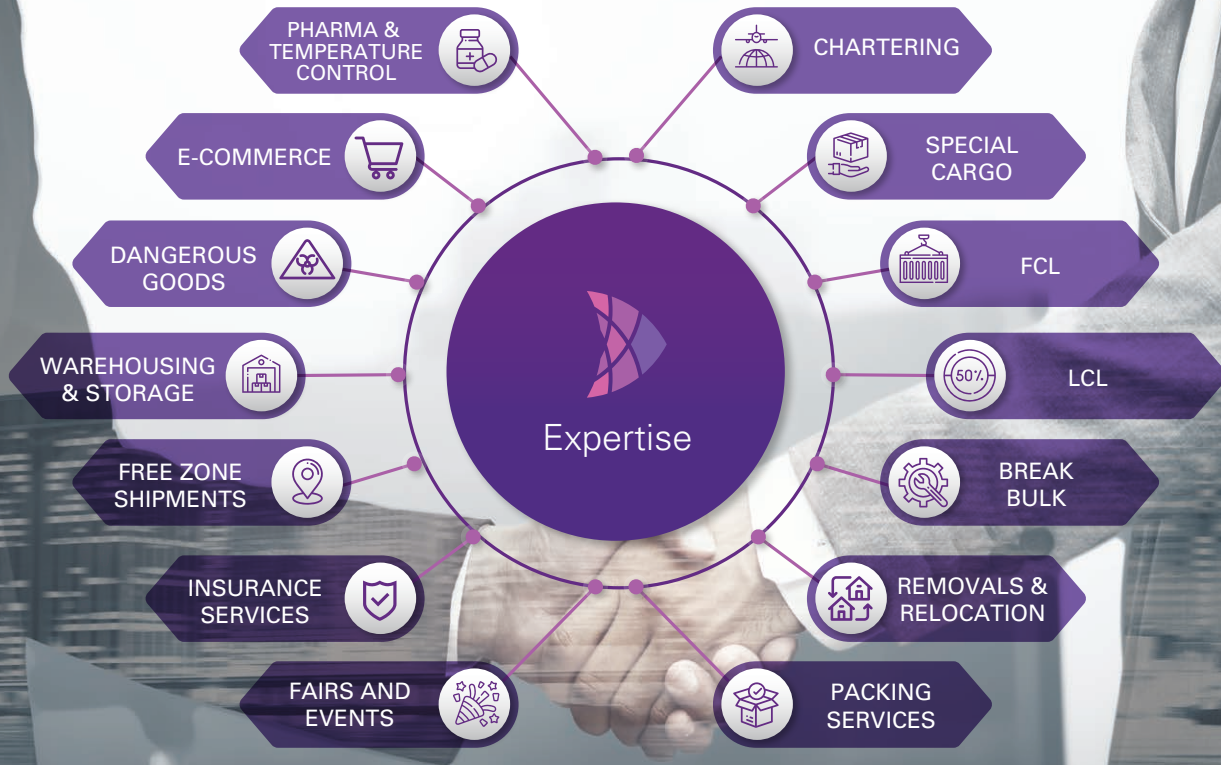 PHARMA &
TEMPERATURE
CONTROL
CHARTERING
E-COMMERCE
SPECIAL
CARGO
DANGEROUS
GOODS
FCL
WAREHOUSING
& STORAGE
50%
LCL
Expertise
FREE ZONE
SHIPMENTS
BREAK
BULK
INSURANCE
SERVICES
REMOVALS &
RELOCATION
FAIRS AND
EVENTS
PACKING
SERVICES